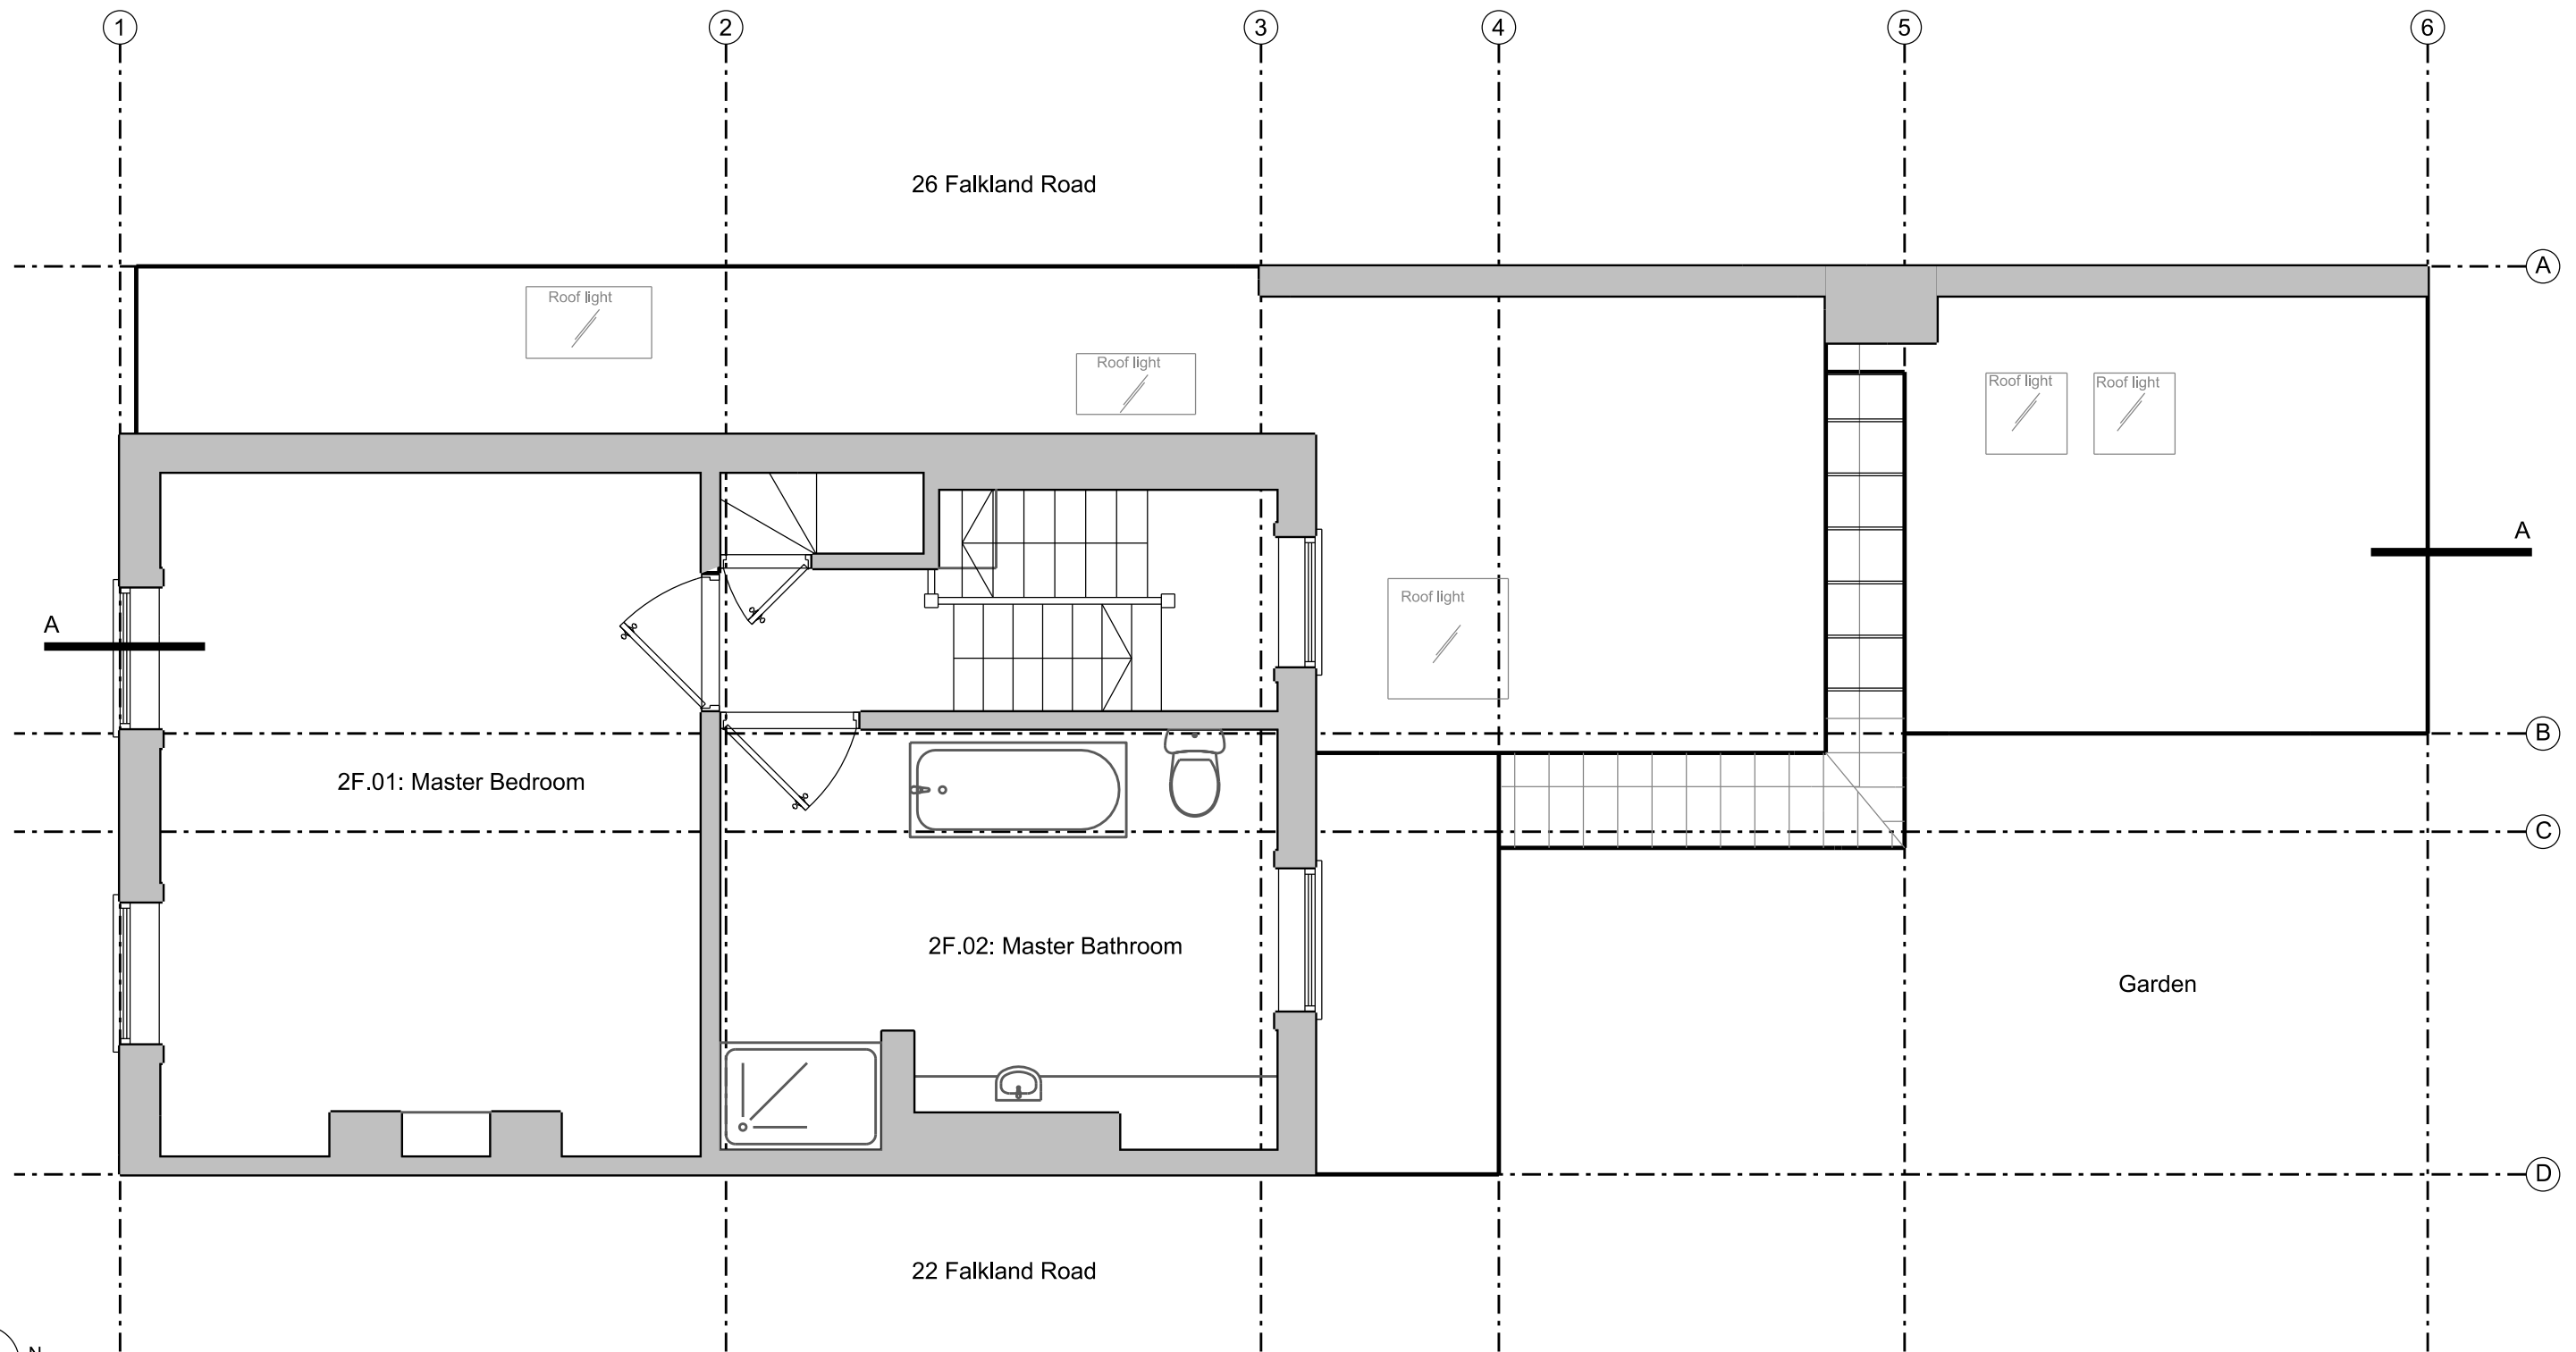 1 2 3 4 5 6
26 Falkland Road
A
Roof light
Roof light
Roof light
Roof light
A
Roof light
A
B
2F.01: Master Bedroom
C
2F.02: Master Bathroom
Garden
D
22 Falkland Road
N